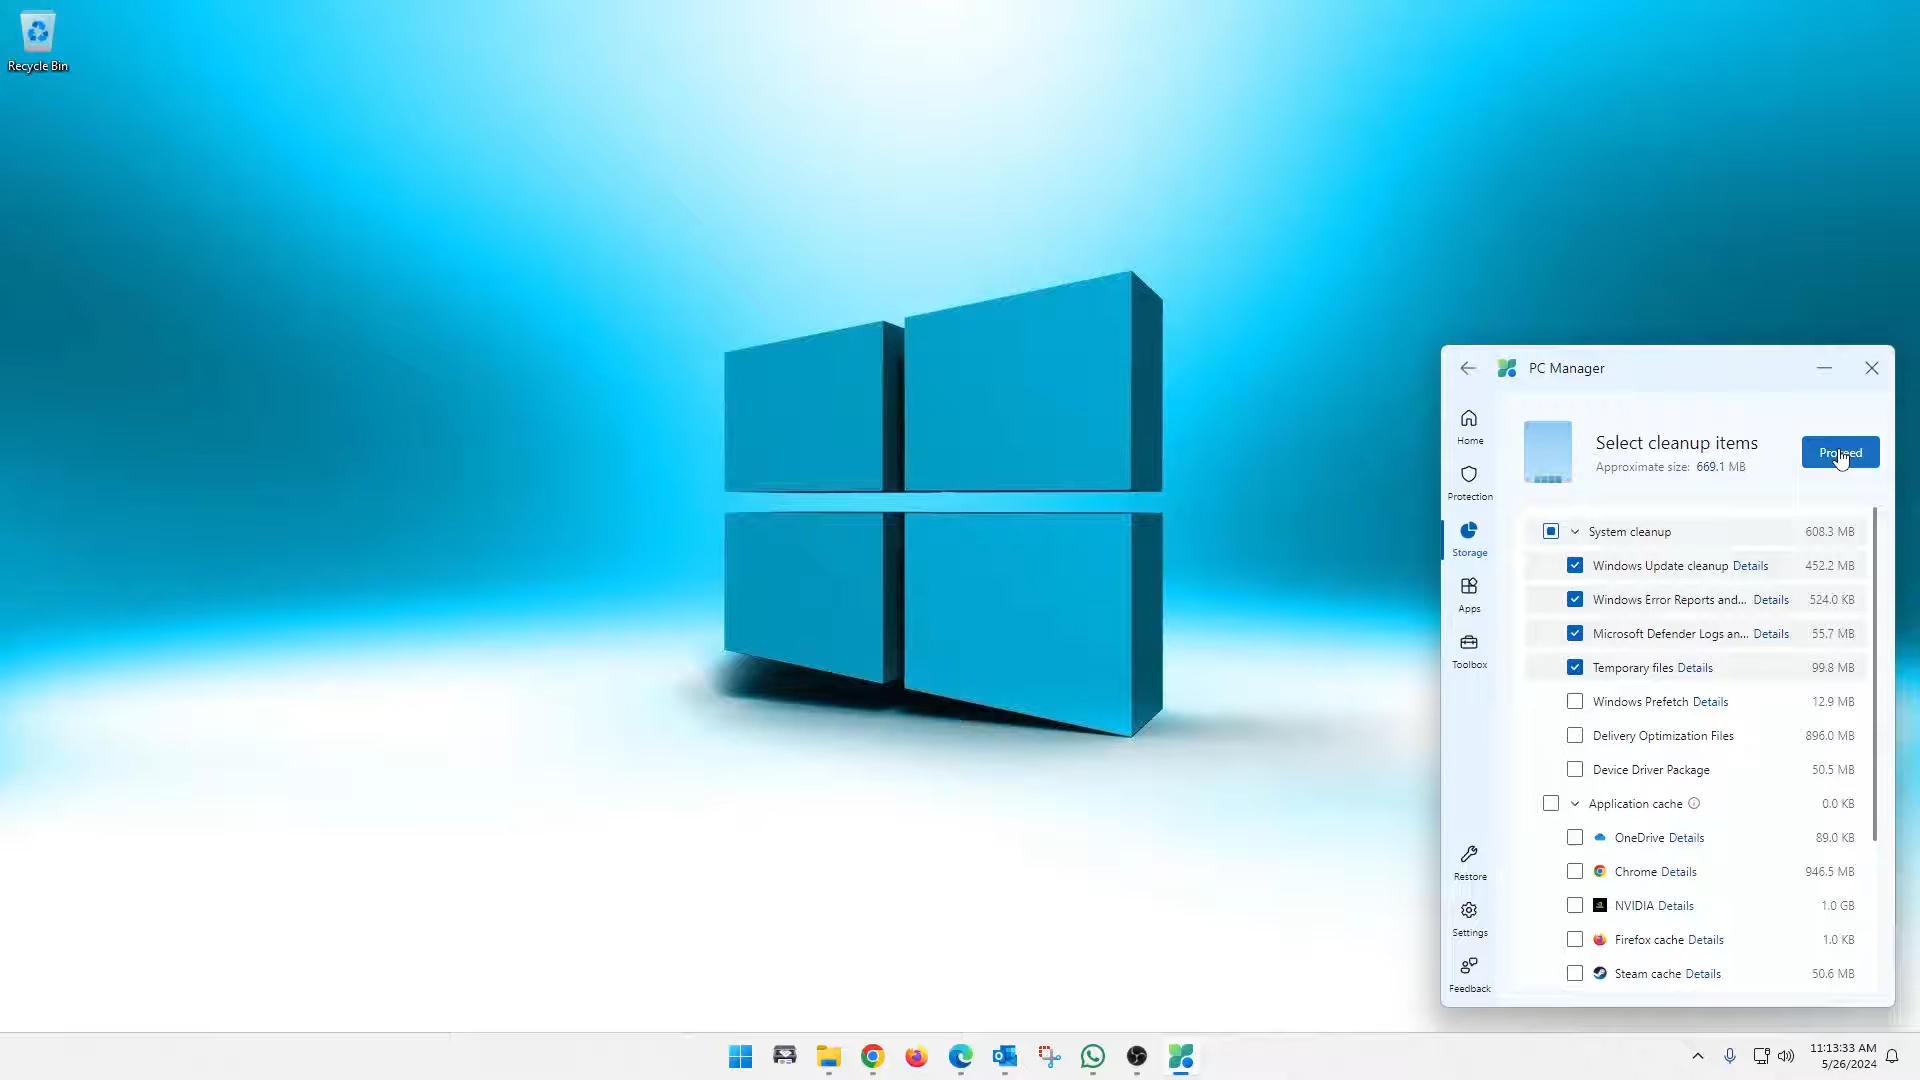 Recycle Bin
PC Manager
Home
Protection
Storage
Apps
Toolbox
Restore
Settings
Feedback
Select cleanup items
Approximate size: 669.1 MB
Proceed
System cleanup 608.3 MB
Windows Update cleanup Details 452.2 MB
Windows Error Reports and... Details 524.0 KB
Microsoft Defender Logs an... Details 55.7 MB
Temporary files Details 99.8 MB
Windows Prefetch Details 12.9 MB
Delivery Optimization Files 896.0 MB
Device Driver Package 50.5 MB
Application cache 0.0 KB
OneDrive Details 89.0 KB
Chrome Details 946.5 MB
NVIDIA Details 1.0 GB
Firefox cache Details 1.0 KB
Steam cache Details 50.6 MB
11:13:33 AM
5/26/2024